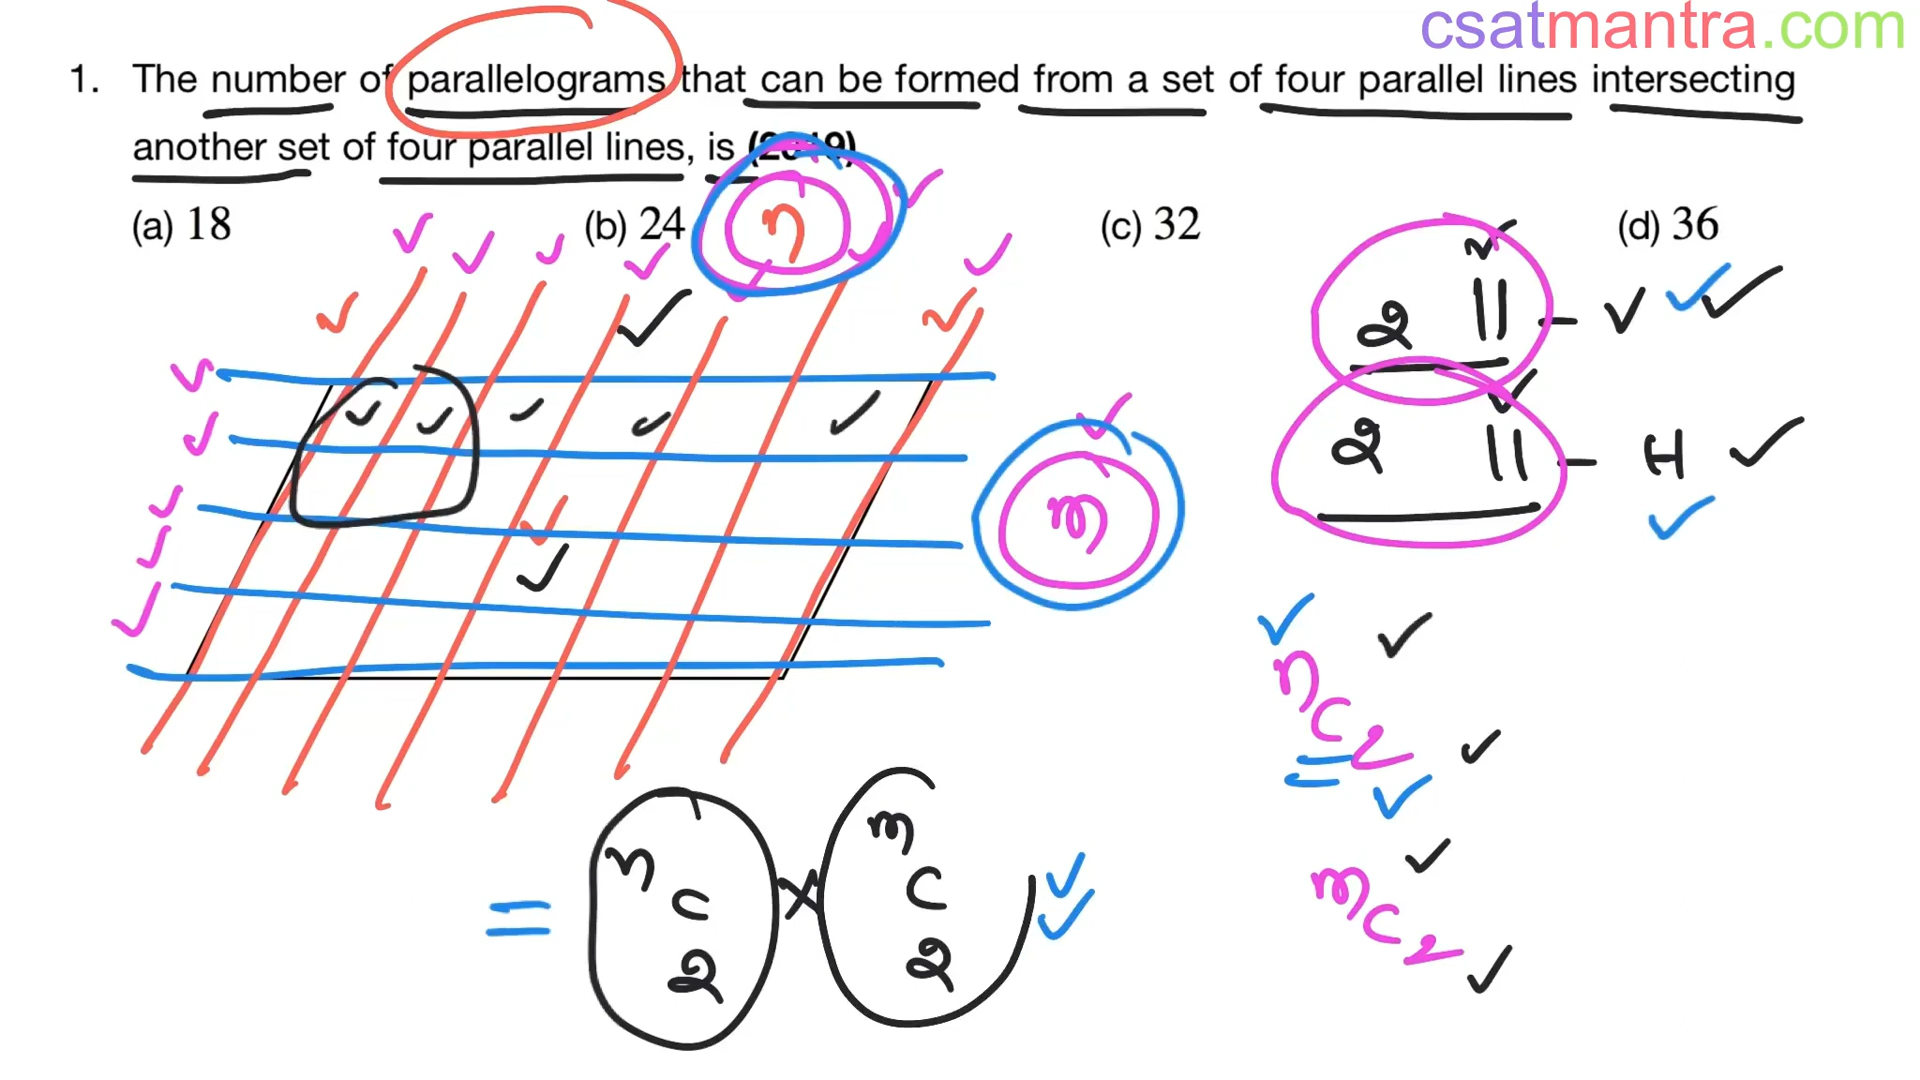 csatmantra.com
1. The number of parallelograms that can be formed from a set of four parallel lines intersecting
another set of four parallel lines, is (2019)
(a) 18 (b) 24 (c) 32 (d) 36
n
2 || - V
m
2 || - H
nC2
mC2
= nC2 × mC2